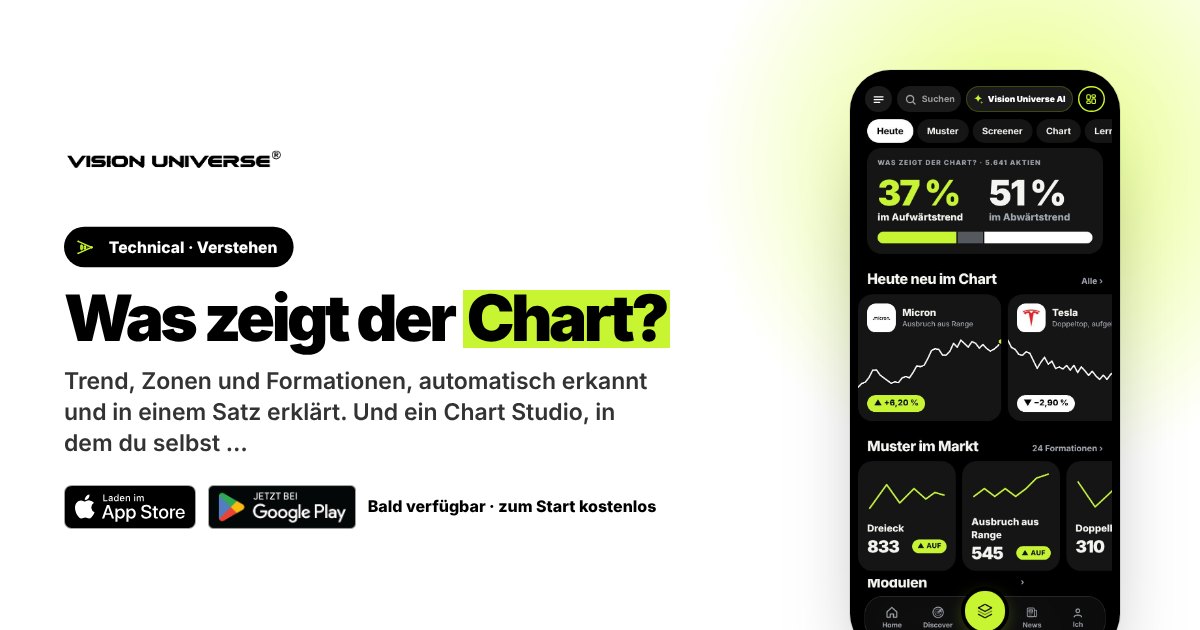 VISION UNIVERSE®
Technical · Verstehen
Was zeigt der Chart?
Trend, Zonen und Formationen, automatisch erkannt
und in einem Satz erklärt. Und ein Chart Studio, in
dem du selbst ...
Laden im
App Store
JETZT BEI
Google Play
Bald verfügbar · zum Start kostenlos
Suchen
Vision Universe AI
Heute
Muster
Screener
Chart
Lern
WAS ZEIGT DER CHART? · 5.641 AKTIEN
37 % 51 %
im Aufwärtstrend im Abwärtstrend
Heute neu im Chart Alle ›
Micron
Ausbruch aus Range
▲ +6,20 %
Tesla
Doppeltop, aufge
▼ −2,90 %
Muster im Markt 24 Formationen ›
Dreieck
833 ▲ AUF
Ausbruch aus
Range
545 ▲ AUF
Doppelb
310
Modulen ›
Home
Discover
News
Ich